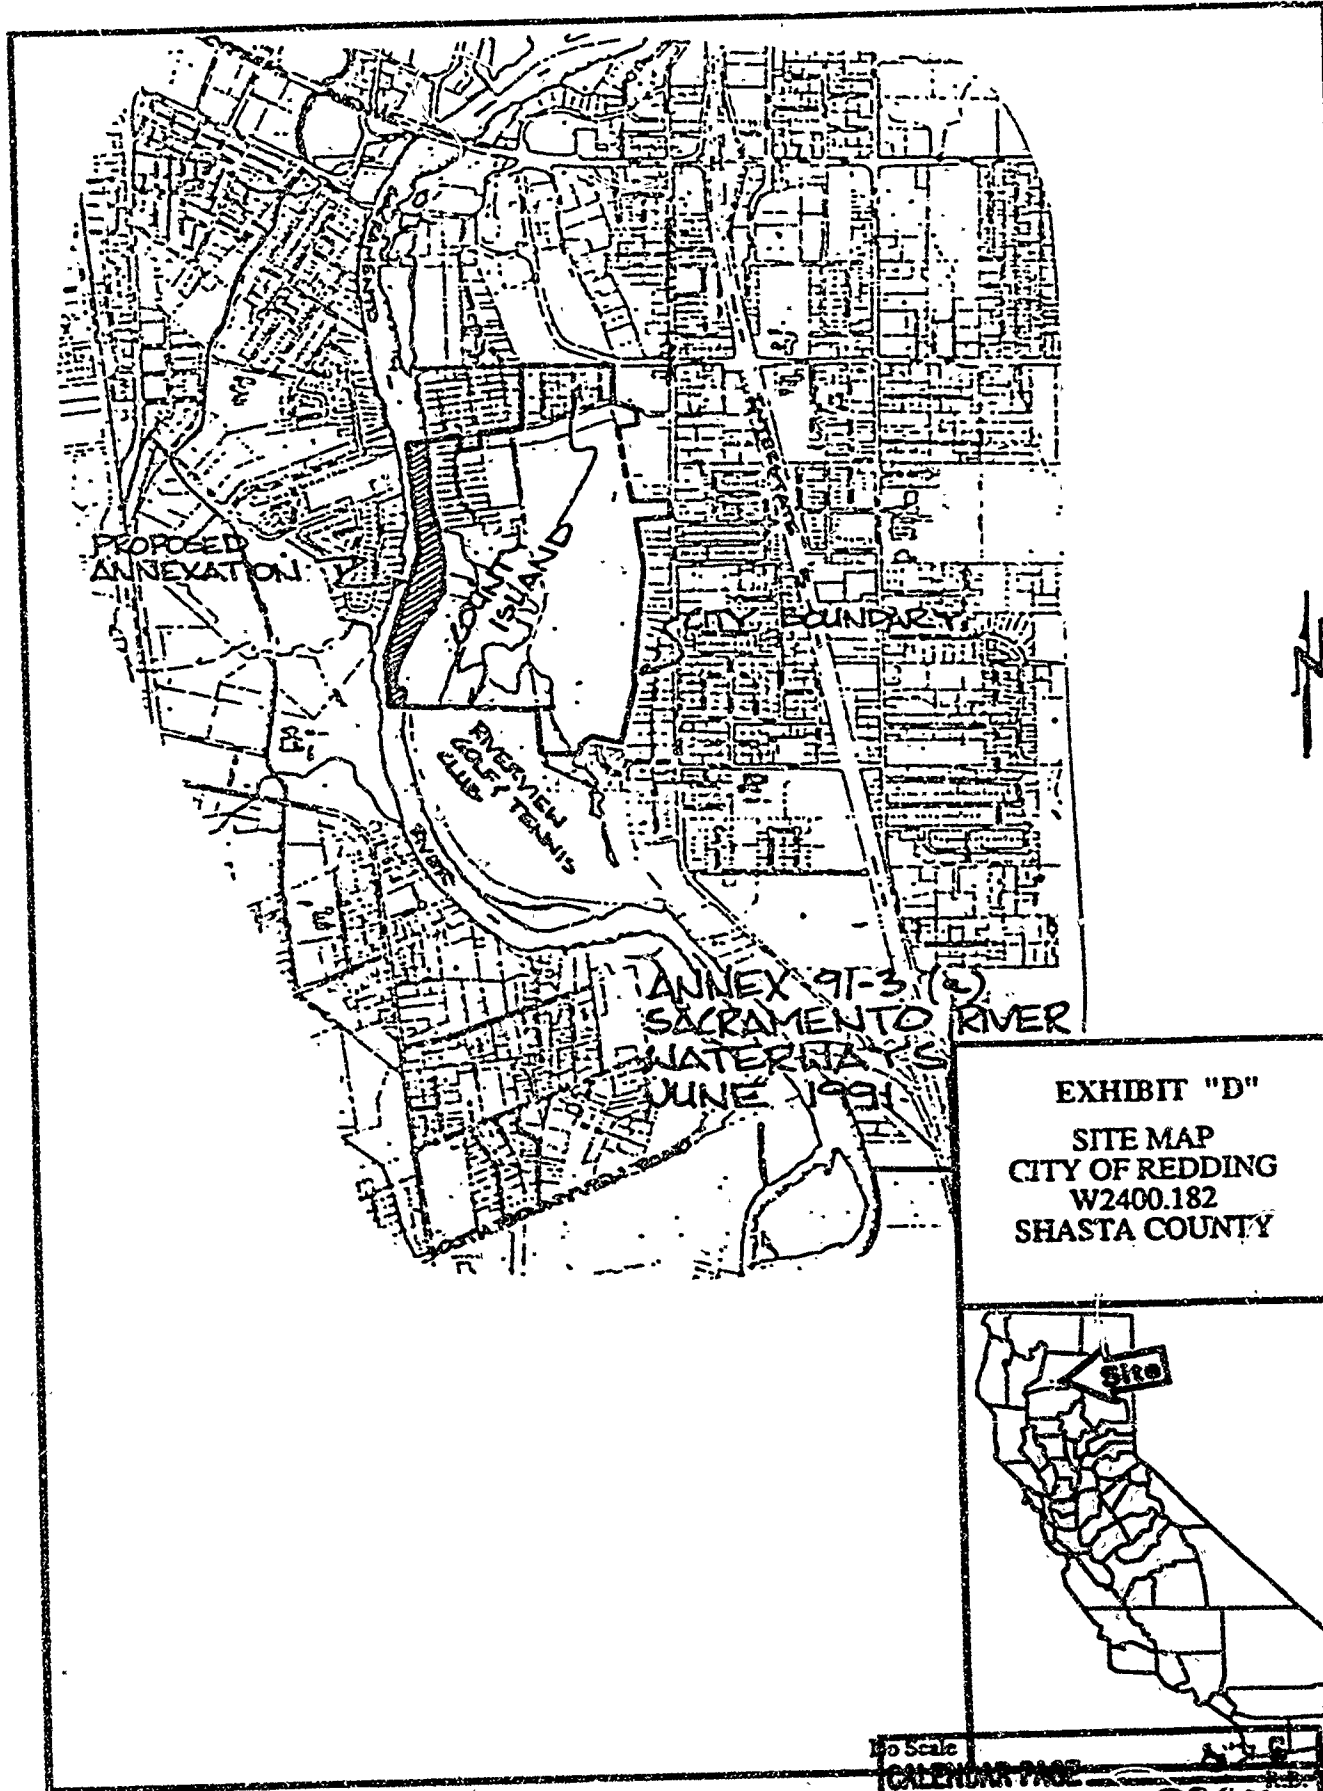 PROPOSED
ANNEXATION
COUNTY
ISLAND
CITY BOUNDARY
RIVERVIEW
GOLF & TENNIS
CLUB
RIVER
ANNEX 91-3 (a)
SACRAMENTO RIVER
WATERWAYS
JUNE 1991
EXHIBIT "D"
SITE MAP
CITY OF REDDING
W2400.182
SHASTA COUNTY
Site
No Scale
CALENDAR PAGE